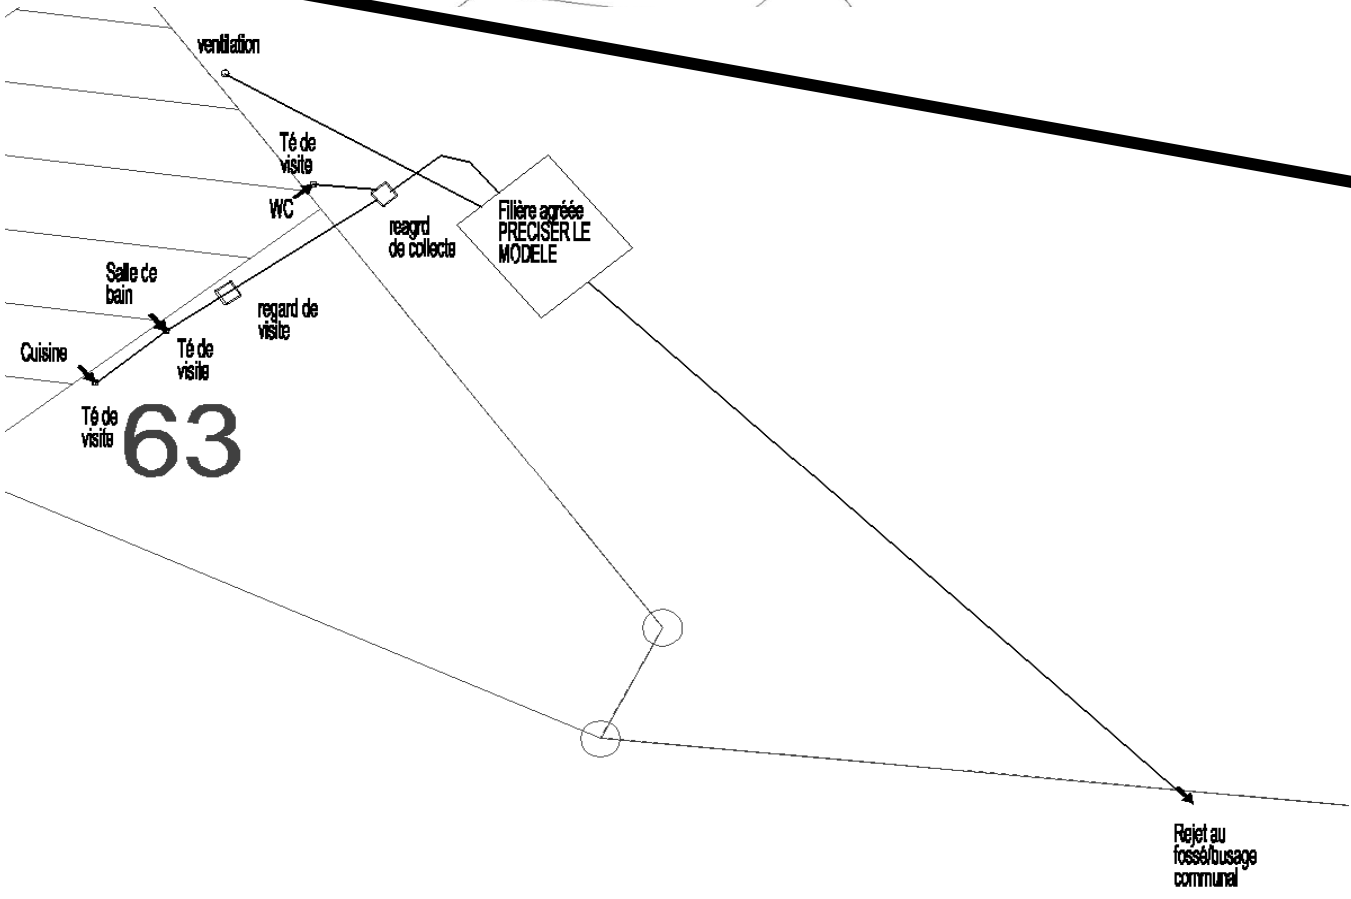 ventilation
Té de
visite
WC
reagrd
de collecte
Filière agréée
PRECISER LE
MODELE
Salle de
bain
regard de
visite
Cuisine
Té de
visite
Té de
visite
63
Rejet au
fossé/busage
communal